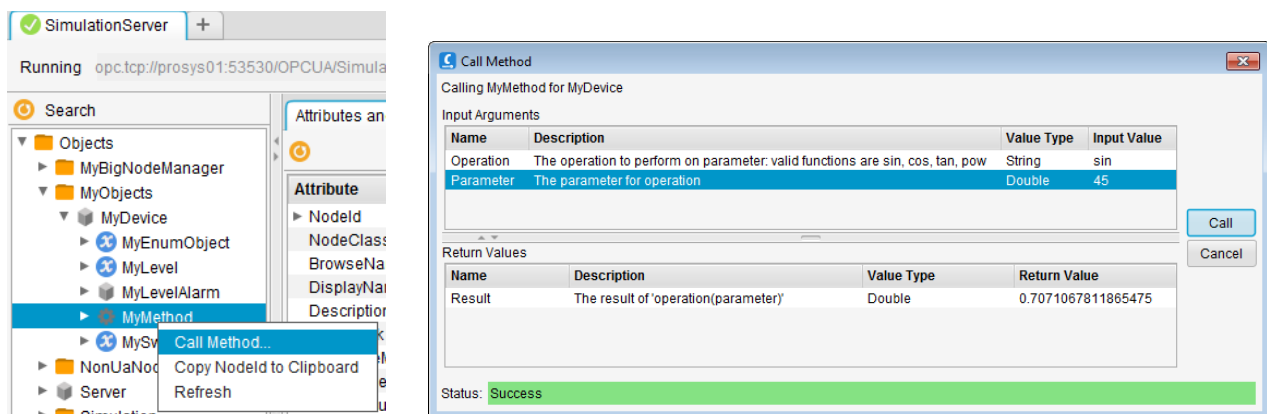 SimulationServer
+
Running opc.tcp://prosys01:53530/OPCUA/Simula
Search
Objects
MyBigNodeManager
MyObjects
MyDevice
MyEnumObject
MyLevel
MyLevelAlarm
MyMethod
MySw
NonUaNod
Server
Call Method...
Copy NodeId to Clipboard
Refresh
Attributes an
Attribute
NodeId
NodeClass
BrowseNa
DisplayNa
Description
Call Method
Calling MyMethod for MyDevice
Input Arguments
Name Description Value Type Input Value
Operation The operation to perform on parameter: valid functions are sin, cos, tan, pow String sin
Parameter The parameter for operation Double 45
Call
Cancel
Return Values
Name Description Value Type Return Value
Result The result of 'operation(parameter)' Double 0.7071067811865475
Status: Success